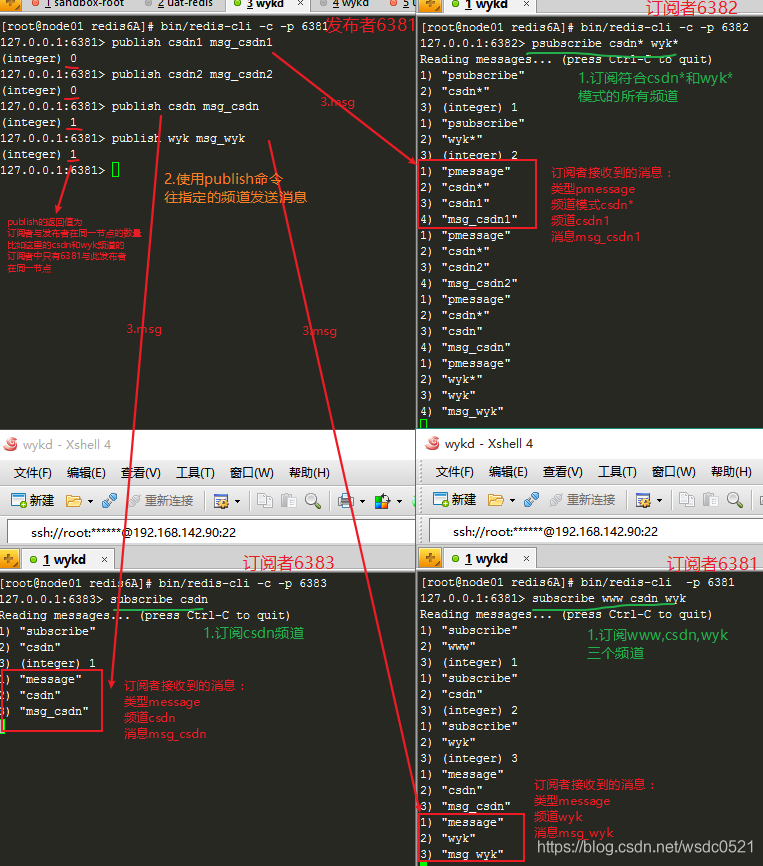 1 sandbox-root
2 uat-redis
3 wykd
4 wykd
5 u
发布者6381
[root@node01 redis6A]# bin/redis-cli -c -p 6381
127.0.0.1:6381> publish csdn1 msg_csdn1
(integer) 0
127.0.0.1:6381> publish csdn2 msg_csdn2
(integer) 0
127.0.0.1:6381> publish csdn msg_csdn
(integer) 1
127.0.0.1:6381> publish wyk msg_wyk
(integer) 1
127.0.0.1:6381>
3.msg
2.使用publish命令
往指定的频道发送消息
publish的返回值为
订阅者与发布者在同一节点的数量
比如这里的csdn和wyk频道的
订阅者中只有6381与此发布者
在同一节点
3.msg
3.msg
1 wykd
订阅者6382
[root@node01 redis6A]# bin/redis-cli -c -p 6382
127.0.0.1:6382> psubscribe csdn* wyk*
Reading messages... (press Ctrl-C to quit)
1) "psubscribe"
2) "csdn*"
3) (integer) 1
1) "psubscribe"
2) "wyk*"
3) (integer) 2
1) "pmessage"
2) "csdn*"
3) "csdn1"
4) "msg_csdn1"
1) "pmessage"
2) "csdn*"
3) "csdn2"
4) "msg_csdn2"
1) "pmessage"
2) "csdn*"
3) "csdn"
4) "msg_csdn"
1) "pmessage"
2) "wyk*"
3) "wyk"
4) "msg_wyk"
1.订阅符合csdn*和wyk*
模式的所有频道
订阅者接收到的消息：
类型pmessage
频道模式csdn*
频道csdn1
消息msg_csdn1
wykd - Xshell 4
文件(F) 编辑(E) 查看(V) 工具(T) 窗口(W) 帮助(H)
新建 重新连接
ssh://root:******@192.168.142.90:22
1 wykd
订阅者6383
[root@node01 redis6A]# bin/redis-cli -c -p 6383
127.0.0.1:6383> subscribe csdn
Reading messages... (press Ctrl-C to quit)
1) "subscribe"
2) "csdn"
3) (integer) 1
1) "message"
2) "csdn"
3) "msg_csdn"
1.订阅csdn频道
订阅者接收到的消息：
类型message
频道csdn
消息msg_csdn
wykd - Xshell 4
文件(F) 编辑(E) 查看(V) 工具(T) 窗口(W) 帮助(H)
新建 重新连接
ssh://root:******@192.168.142.90:22
1 wykd
订阅者6381
[root@node01 redis6A]# bin/redis-cli -p 6381
127.0.0.1:6381> subscribe www csdn wyk
Reading messages... (press Ctrl-C to quit)
1) "subscribe"
2) "www"
3) (integer) 1
1) "subscribe"
2) "csdn"
3) (integer) 2
1) "subscribe"
2) "wyk"
3) (integer) 3
1) "message"
2) "csdn"
3) "msg_csdn"
1) "message"
2) "wyk"
3) "msg_wyk"
1.订阅www,csdn,wyk
三个频道
订阅者接收到的消息：
类型message
频道wyk
消息msg_wyk
https://blog.csdn.net/wsdc0521